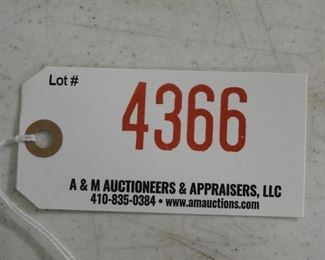 Lot #
4366
A & M AUCTIONEERS & APPRAISERS, LLC
410-835-0384 • www.amauctions.com